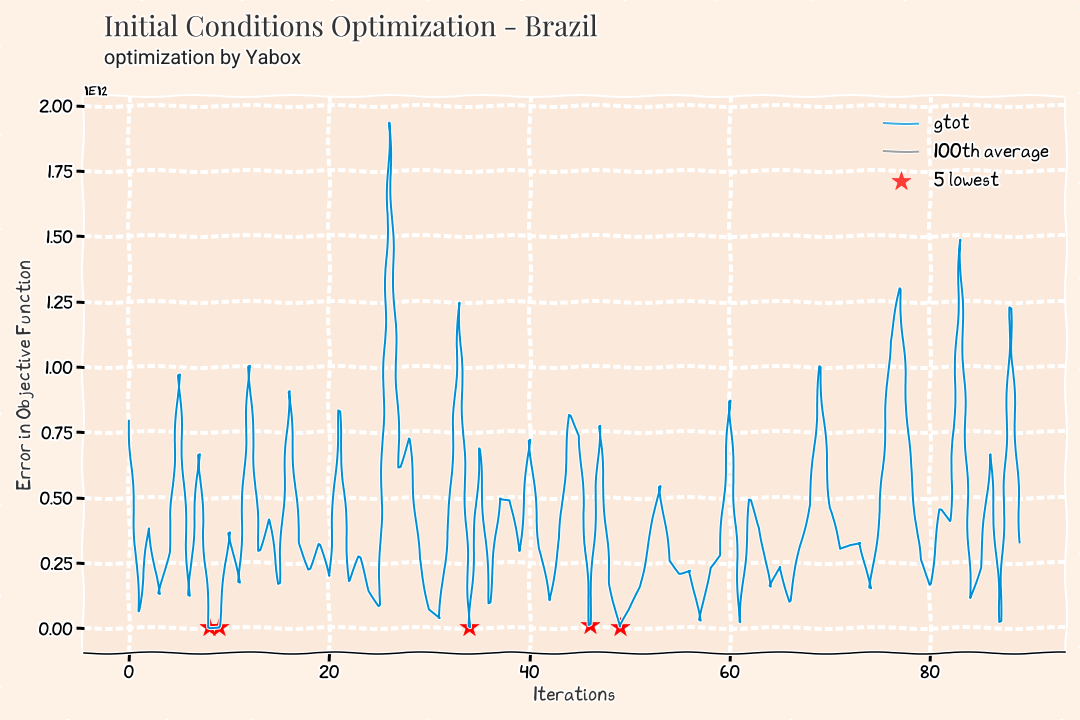 Initial Conditions Optimization - Brazil
optimization by Yabox
1E12
2.00
1.75
1.50
1.25
1.00
0.75
0.50
0.25
0.00
Error in Objective Function
gtot
100th average
5 lowest
0 20 40 60 80
Iterations